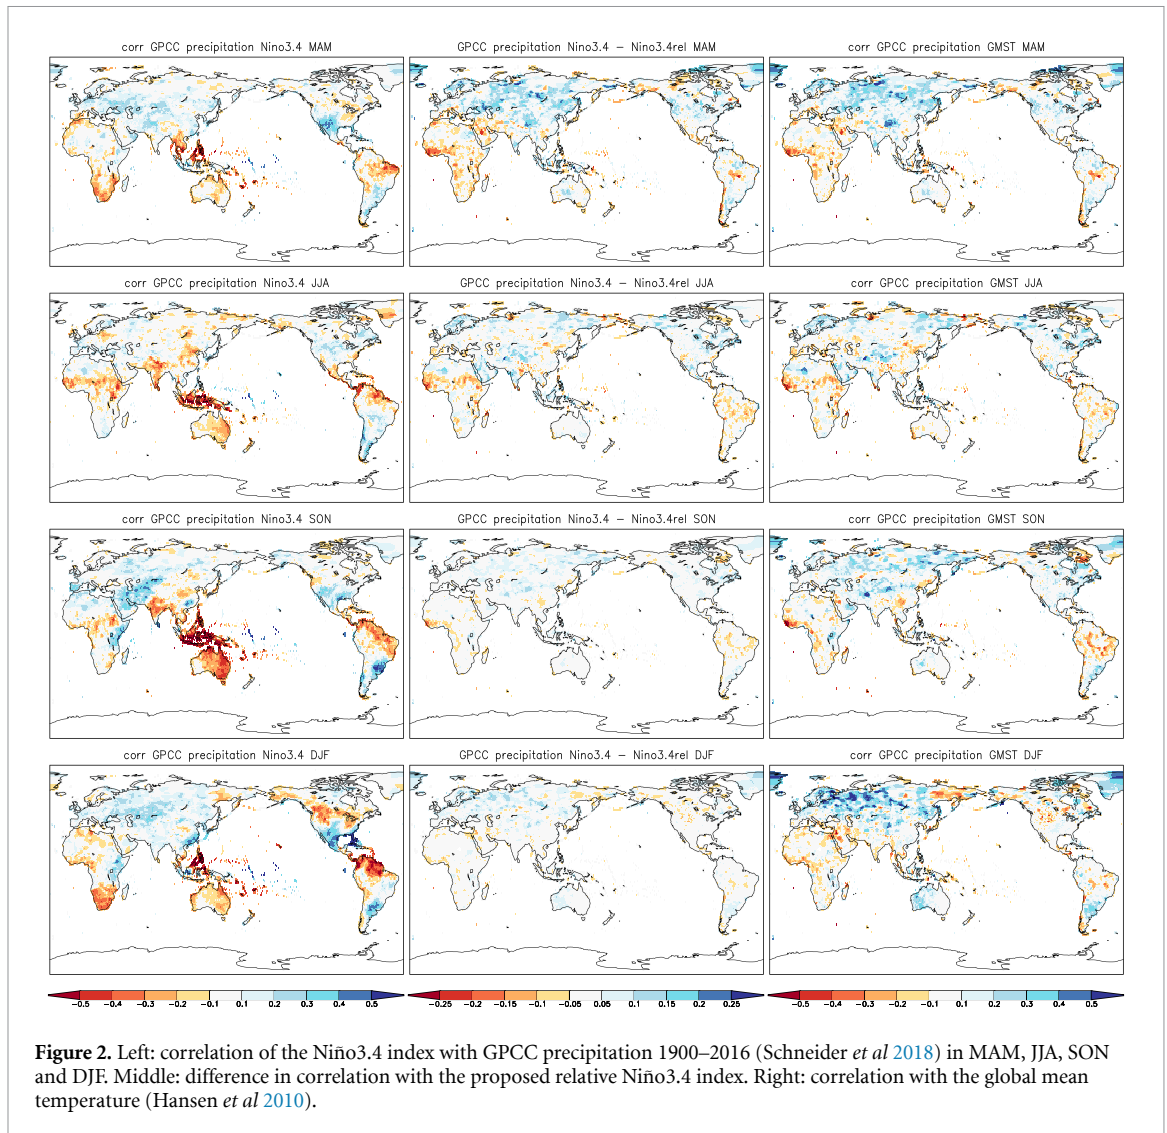 corr GPCC precipitation Nino3.4 MAM
GPCC precipitation Nino3.4 – Nino3.4rel MAM
corr GPCC precipitation GMST MAM
corr GPCC precipitation Nino3.4 JJA
GPCC precipitation Nino3.4 – Nino3.4rel JJA
corr GPCC precipitation GMST JJA
corr GPCC precipitation Nino3.4 SON
GPCC precipitation Nino3.4 – Nino3.4rel SON
corr GPCC precipitation GMST SON
corr GPCC precipitation Nino3.4 DJF
GPCC precipitation Nino3.4 – Nino3.4rel DJF
corr GPCC precipitation GMST DJF
−0.5 −0.4 −0.3 −0.2 −0.1 0.1 0.2 0.3 0.4 0.5
−0.25 −0.2 −0.15 −0.1 −0.05 0.05 0.1 0.15 0.2 0.25
−0.5 −0.4 −0.3 −0.2 −0.1 0.1 0.2 0.3 0.4 0.5
Figure 2. Left: correlation of the Niño3.4 index with GPCC precipitation 1900–2016 (Schneider et al 2018) in MAM, JJA, SON
and DJF. Middle: difference in correlation with the proposed relative Niño3.4 index. Right: correlation with the global mean
temperature (Hansen et al 2010).